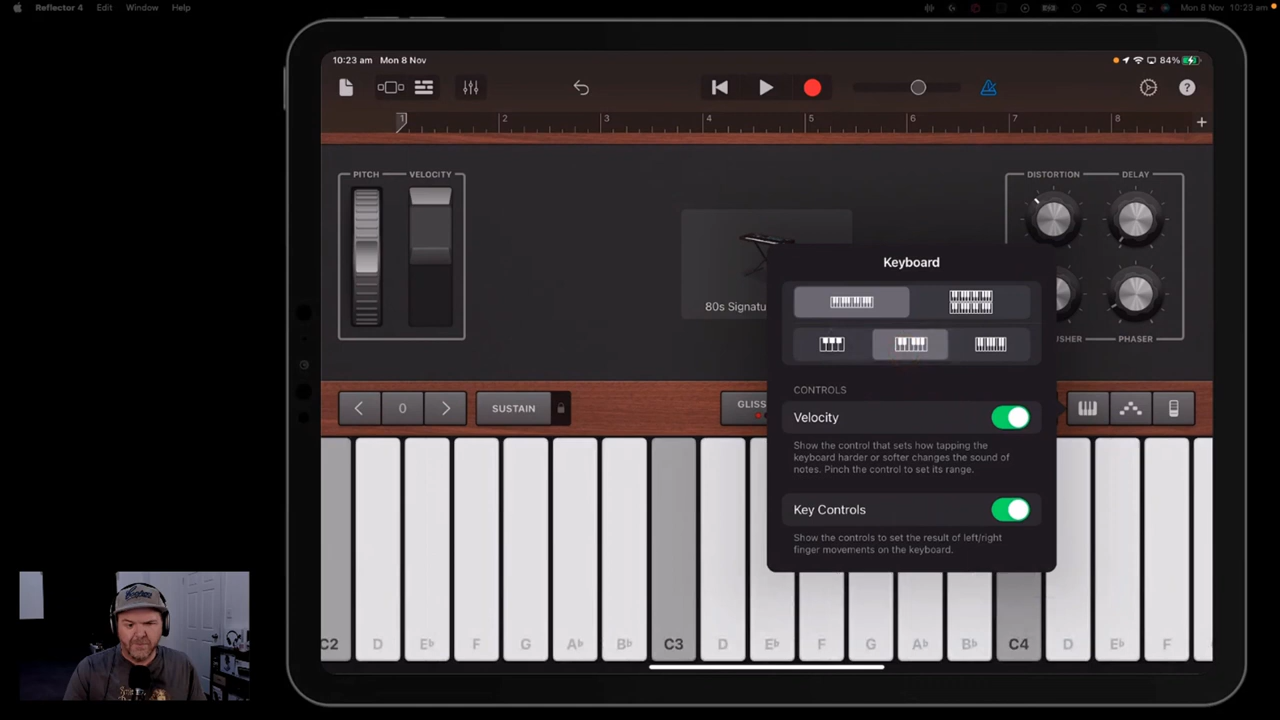 Reflector 4 Edit Window Help
Mon 8 Nov 10:23 am
10:23 am Mon 8 Nov
84%
?
1 2 3 4 5 6 7 8 +
PITCH VELOCITY
DISTORTION DELAY
80s Signatu
USHER PHASER
Keyboard
CONTROLS
Velocity
Show the control that sets how tapping the
keyboard harder or softer changes the sound of
notes. Pinch the control to set its range.
Key Controls
Show the controls to set the result of left/right
finger movements on the keyboard.
0
SUSTAIN
GLISS
C2 D E♭ F G A♭ B♭ C3 D E♭ F G A♭ B♭ C4 D E♭ F